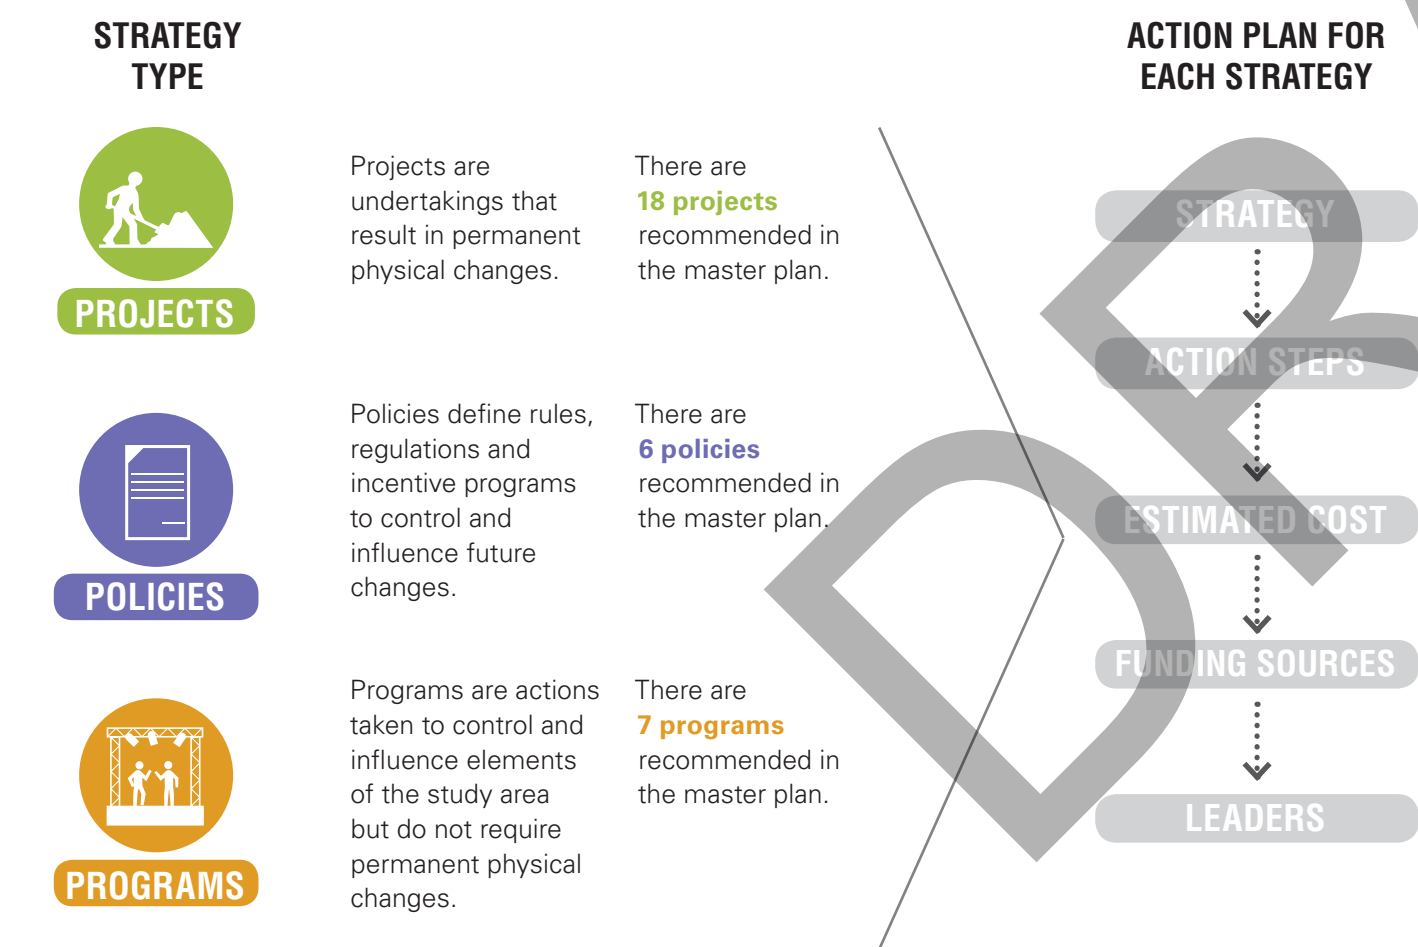 STRATEGY
TYPE
ACTION PLAN FOR
EACH STRATEGY
PROJECTS
Projects are
undertakings that
result in permanent
physical changes.
There are
18 projects
recommended in
the master plan.
POLICIES
Policies define rules,
regulations and
incentive programs
to control and
influence future
changes.
There are
6 policies
recommended in
the master plan.
PROGRAMS
Programs are actions
taken to control and
influence elements
of the study area
but do not require
permanent physical
changes.
There are
7 programs
recommended in
the master plan.
STRATEGY
ACTION STEPS
ESTIMATED COST
FUNDING SOURCES
LEADERS
DR